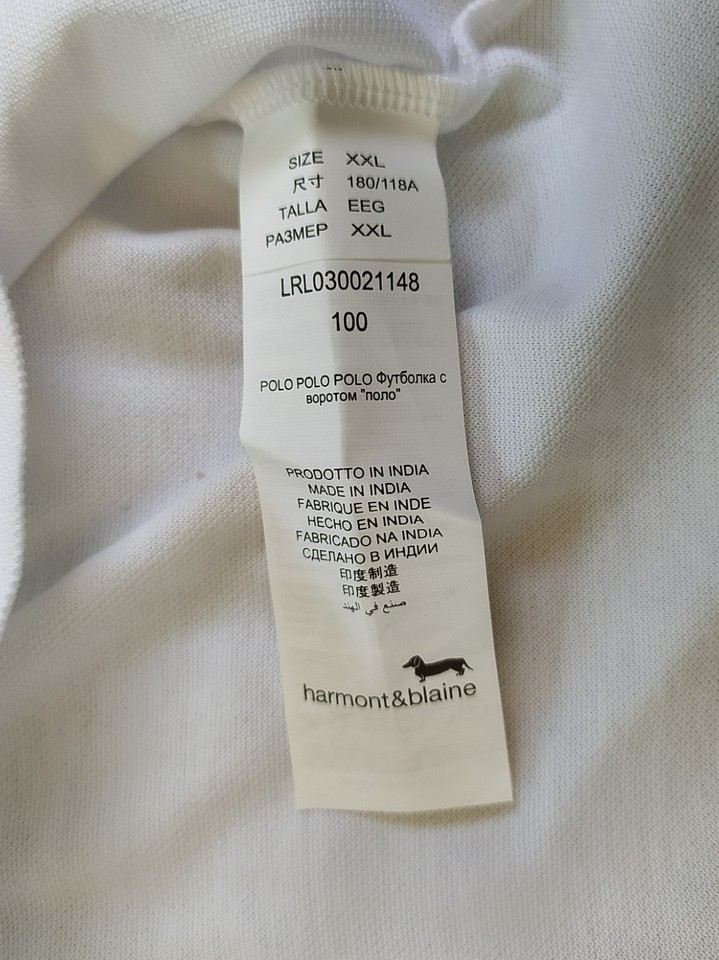 SIZE XXL
尺寸 180/118A
TALLA EEG
РАЗМЕР XXL
LRL030021148
100
POLO POLO POLO Футболка с
воротом "поло"
PRODOTTO IN INDIA
MADE IN INDIA
FABRIQUE EN INDE
HECHO EN INDIA
FABRICADO NA INDIA
СДЕЛАНО В ИНДИИ
印度制造
印度製造
صنع في الهند
harmont&blaine